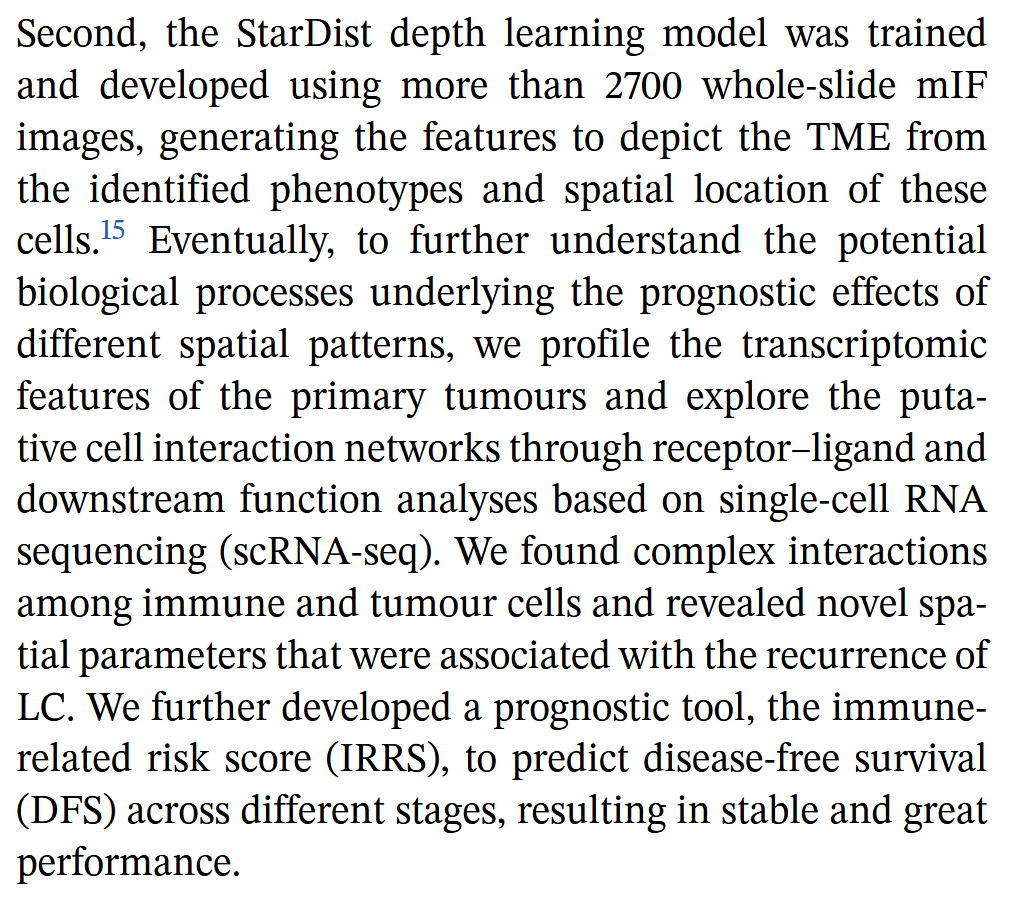 Second, the StarDist depth learning model was trained
and developed using more than 2700 whole-slide mIF
images, generating the features to depict the TME from
the identified phenotypes and spatial location of these
cells.15 Eventually, to further understand the potential
biological processes underlying the prognostic effects of
different spatial patterns, we profile the transcriptomic
features of the primary tumours and explore the puta-
tive cell interaction networks through receptor–ligand and
downstream function analyses based on single-cell RNA
sequencing (scRNA-seq). We found complex interactions
among immune and tumour cells and revealed novel spa-
tial parameters that were associated with the recurrence of
LC. We further developed a prognostic tool, the immune-
related risk score (IRRS), to predict disease-free survival
(DFS) across different stages, resulting in stable and great
performance.